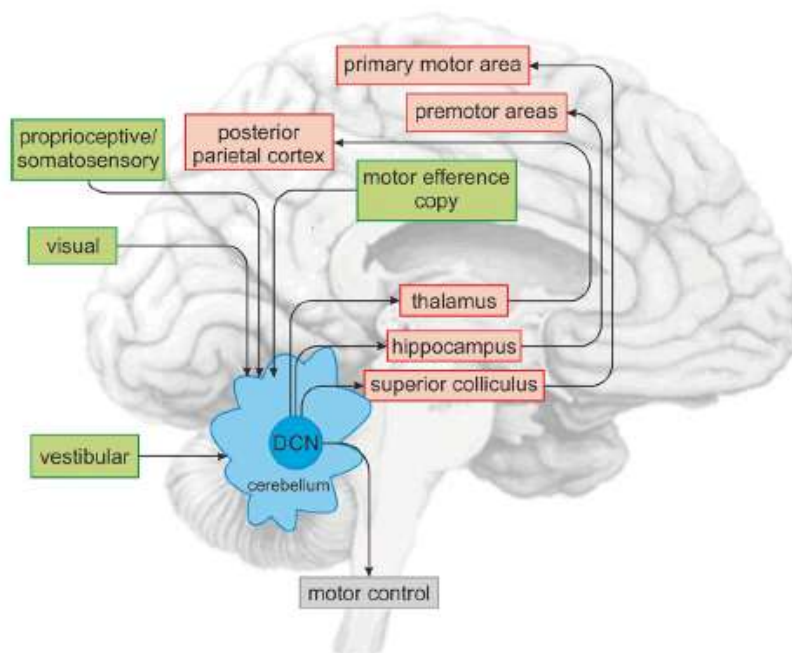 primary motor area
premotor areas
posterior
parietal cortex
proprioceptive/
somatosensory
motor efference
copy
visual
thalamus
hippocampus
superior colliculus
vestibular
DCN
cerebellum
motor control